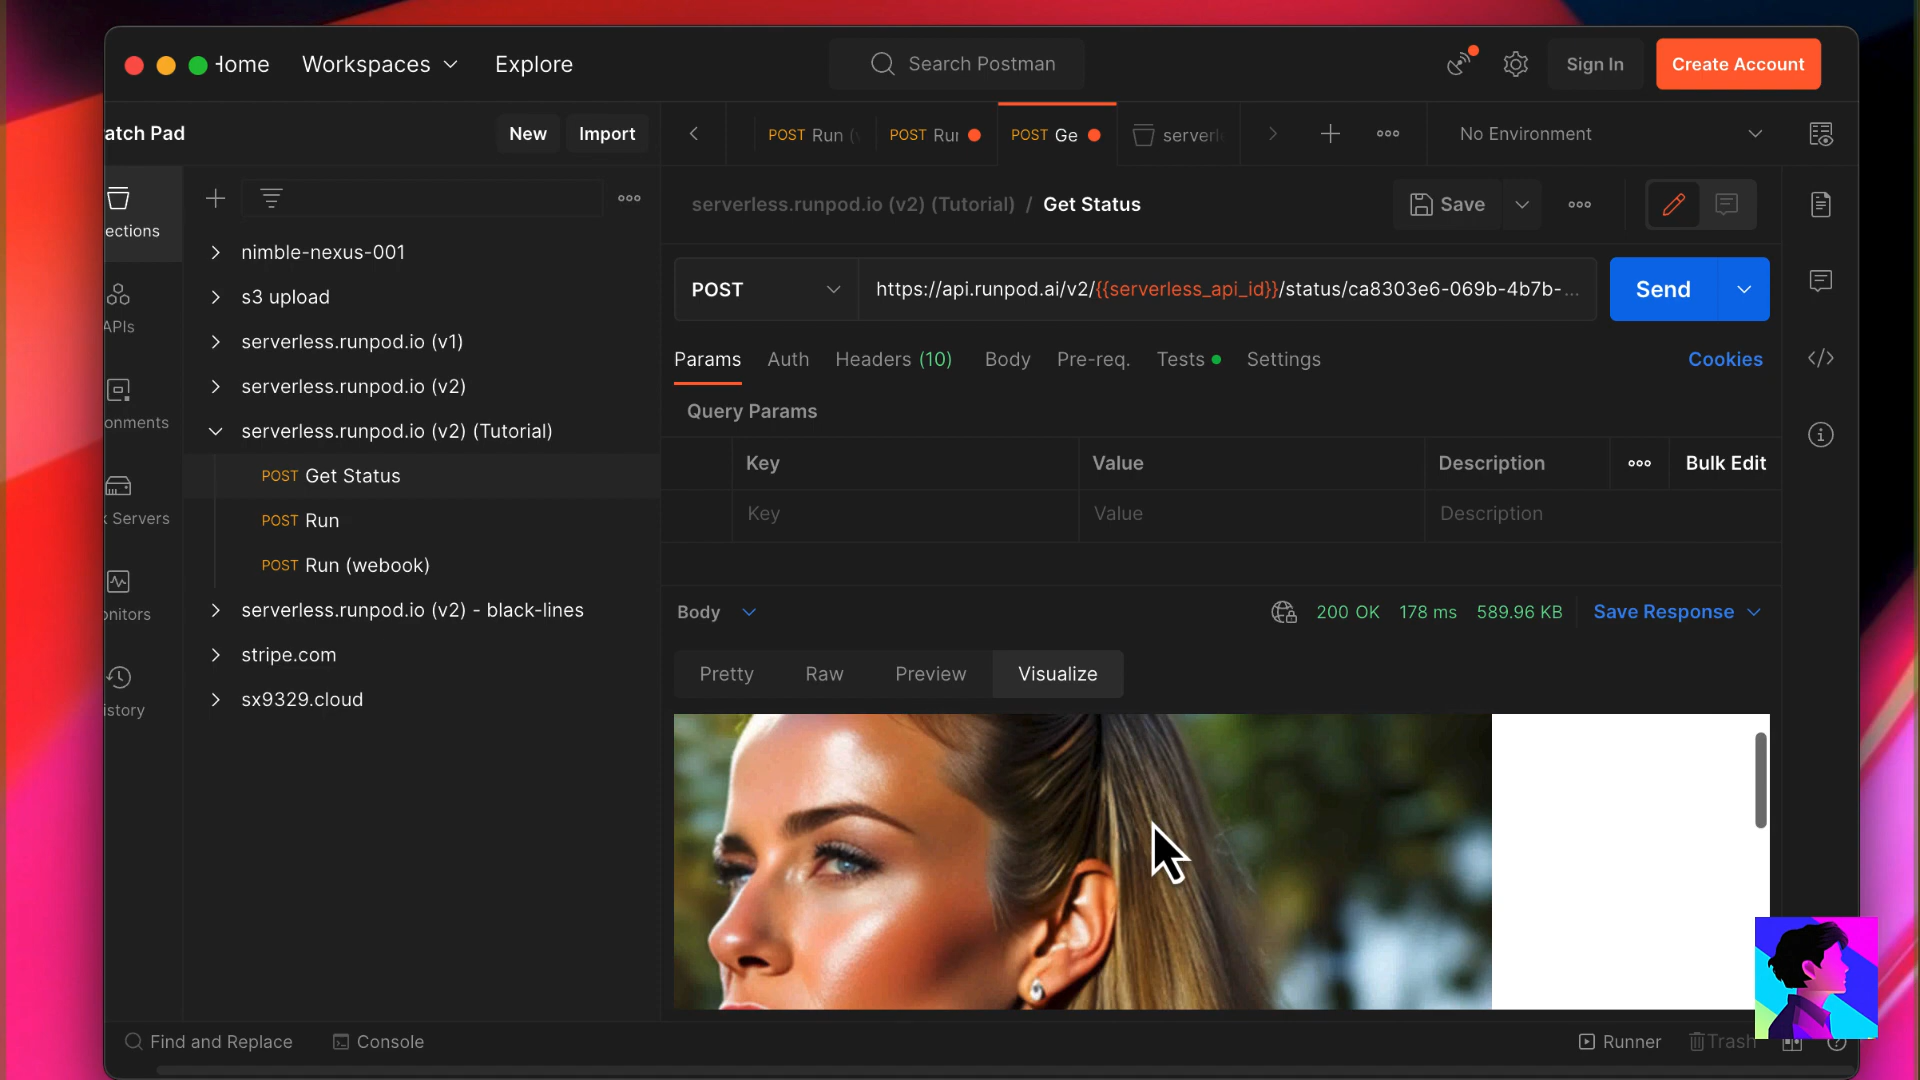 Home Workspaces Explore Search Postman Sign In Create Account
atch Pad New Import POST Run ( POST Rur POST Ge serverl No Environment
ections
serverless.runpod.io (v2) (Tutorial) / Get Status Save
nimble-nexus-001
s3 upload
POST https://api.runpod.ai/v2/{{serverless_api_id}}/status/ca8303e6-069b-4b7b-... Send
APIs
serverless.runpod.io (v1)
Params Auth Headers (10) Body Pre-req. Tests Settings Cookies
serverless.runpod.io (v2)
Query Params
onments
serverless.runpod.io (v2) (Tutorial)
Key Value Description Bulk Edit
POST Get Status
Key Value Description
Servers
POST Run
POST Run (webook)
serverless.runpod.io (v2) - black-lines
onitors
Body 200 OK 178 ms 589.96 KB Save Response
stripe.com
Pretty Raw Preview Visualize
sx9329.cloud
istory
Find and Replace Console Runner Trash